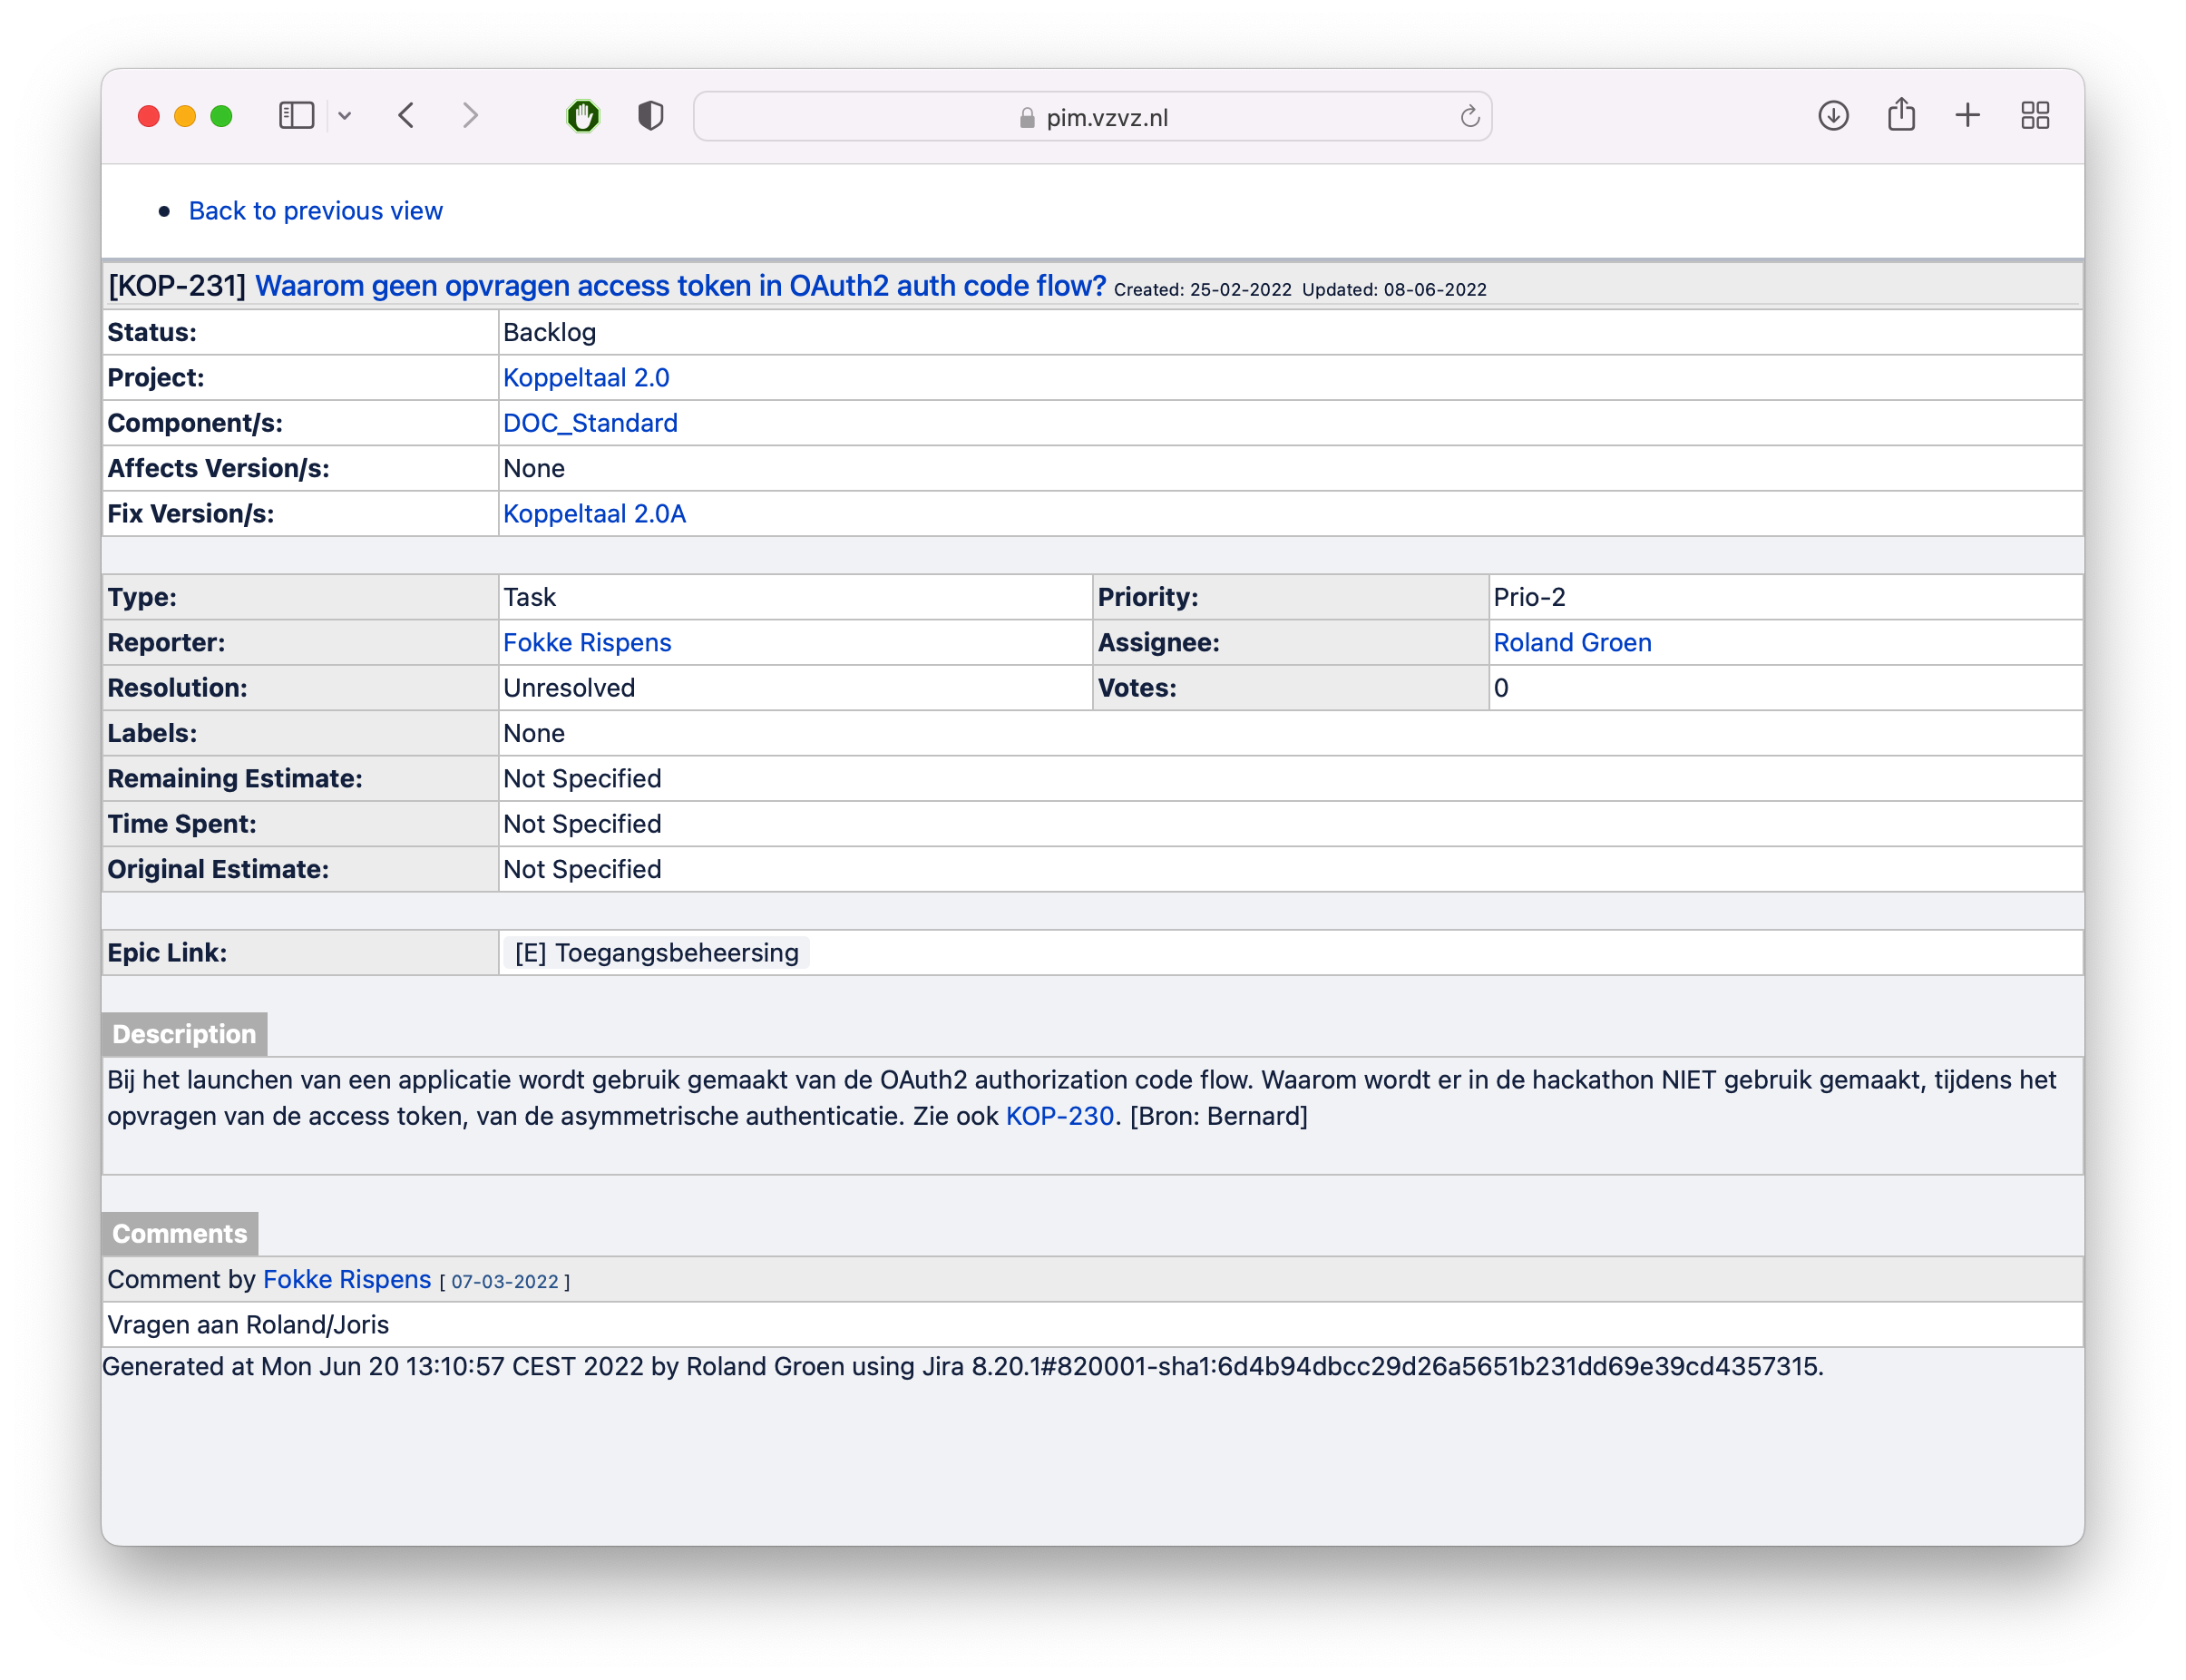 pim.vzvz.nl
Back to previous view
[KOP-231] Waarom geen opvragen access token in OAuth2 auth code flow? Created: 25-02-2022 Updated: 08-06-2022
Status: Backlog
Project: Koppeltaal 2.0
Component/s: DOC_Standard
Affects Version/s: None
Fix Version/s: Koppeltaal 2.0A
Type: Task Priority: Prio-2
Reporter: Fokke Rispens Assignee: Roland Groen
Resolution: Unresolved Votes: 0
Labels: None
Remaining Estimate: Not Specified
Time Spent: Not Specified
Original Estimate: Not Specified
Epic Link: [E] Toegangsbeheersing
Description
Bij het launchen van een applicatie wordt gebruik gemaakt van de OAuth2 authorization code flow. Waarom wordt er in de hackathon NIET gebruik gemaakt, tijdens het
opvragen van de access token, van de asymmetrische authenticatie. Zie ook KOP-230. [Bron: Bernard]
Comments
Comment by Fokke Rispens [ 07-03-2022 ]
Vragen aan Roland/Joris
Generated at Mon Jun 20 13:10:57 CEST 2022 by Roland Groen using Jira 8.20.1#820001-sha1:6d4b94dbcc29d26a5651b231dd69e39cd4357315.